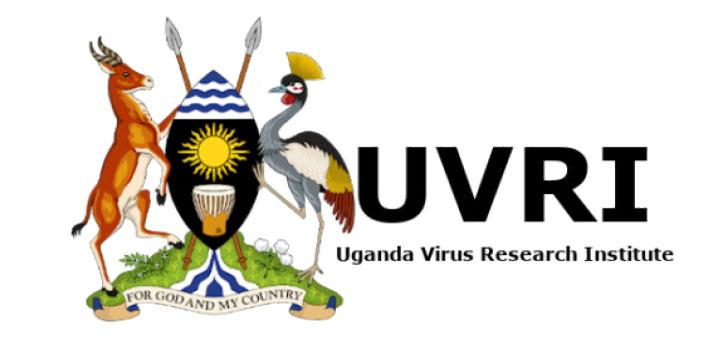 UVRI
Uganda Virus Research Institute
FOR GOD AND MY COUNTRY